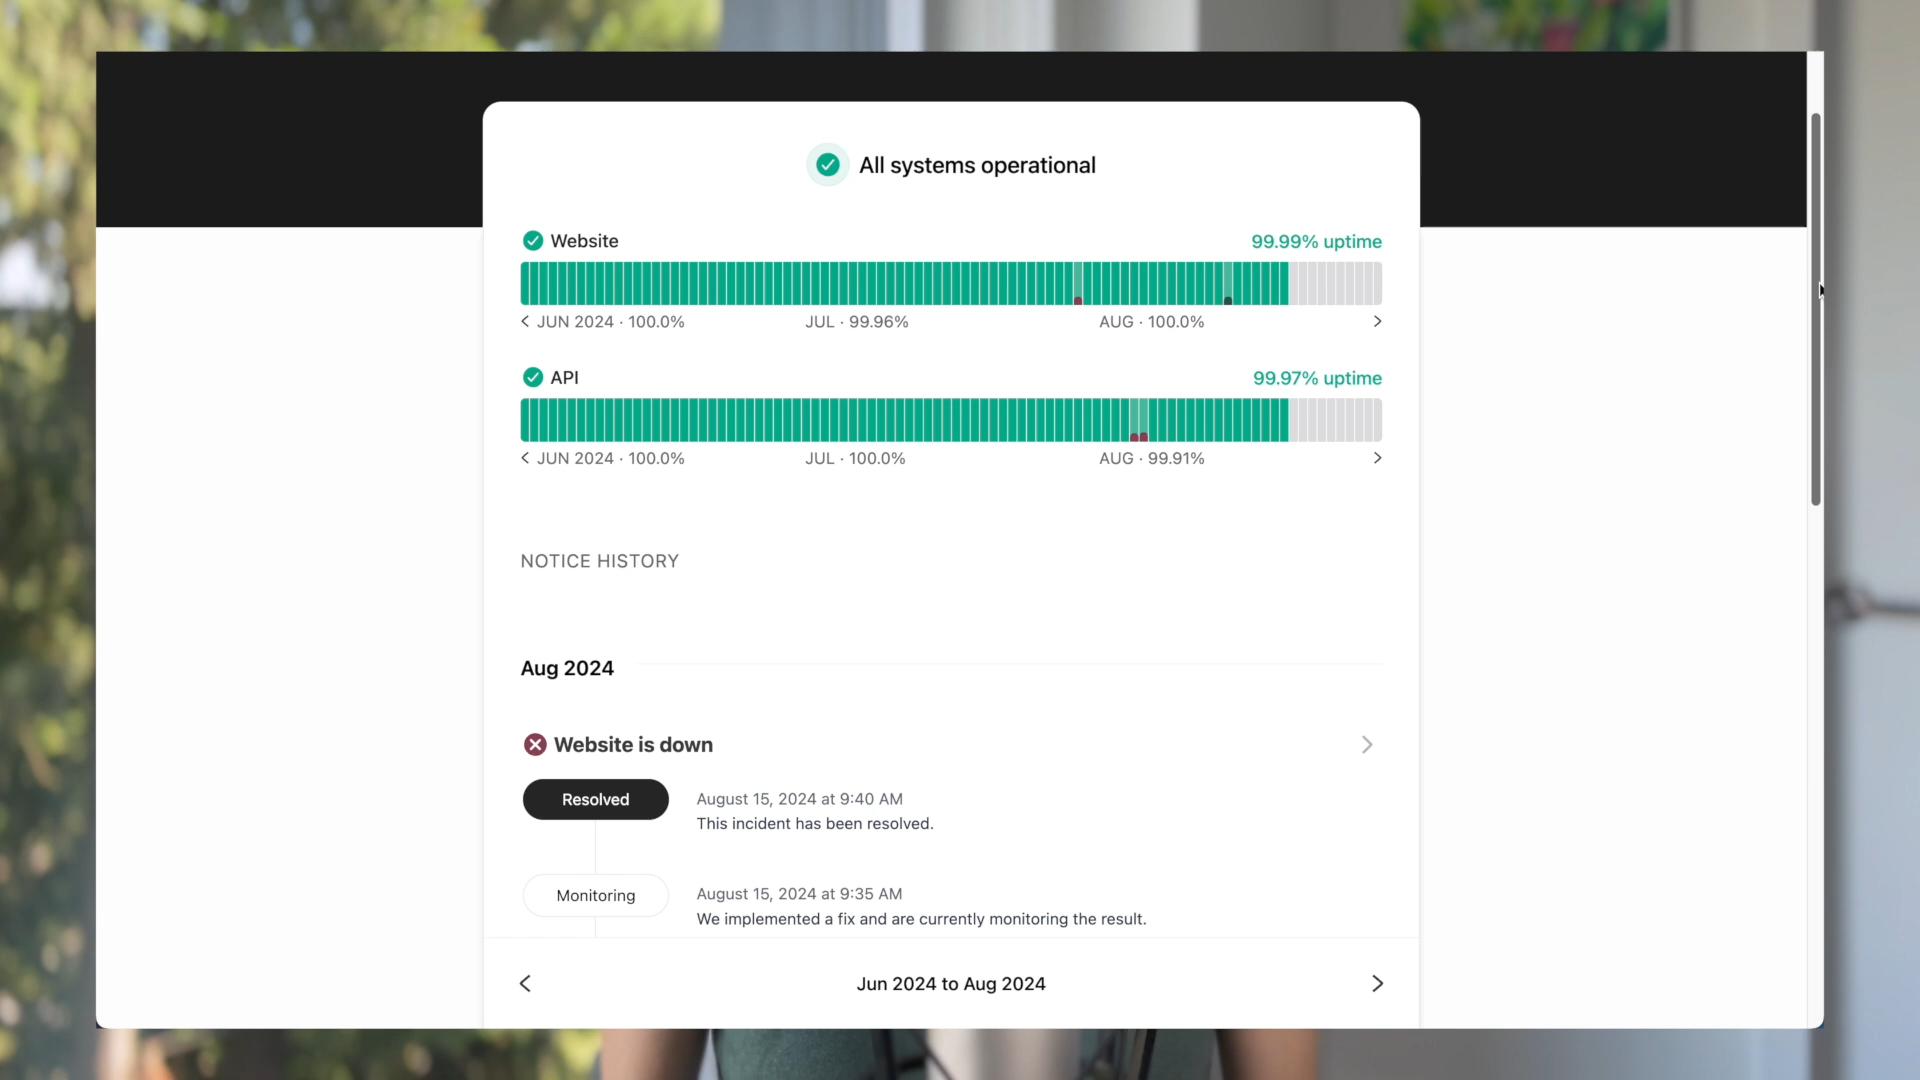 All systems operational
Website
99.99% uptime
JUN 2024 · 100.0%
JUL · 99.96%
AUG · 100.0%
API
99.97% uptime
JUN 2024 · 100.0%
JUL · 100.0%
AUG · 99.91%
NOTICE HISTORY
Aug 2024
Website is down
Resolved
August 15, 2024 at 9:40 AM
This incident has been resolved.
Monitoring
August 15, 2024 at 9:35 AM
We implemented a fix and are currently monitoring the result.
Jun 2024 to Aug 2024